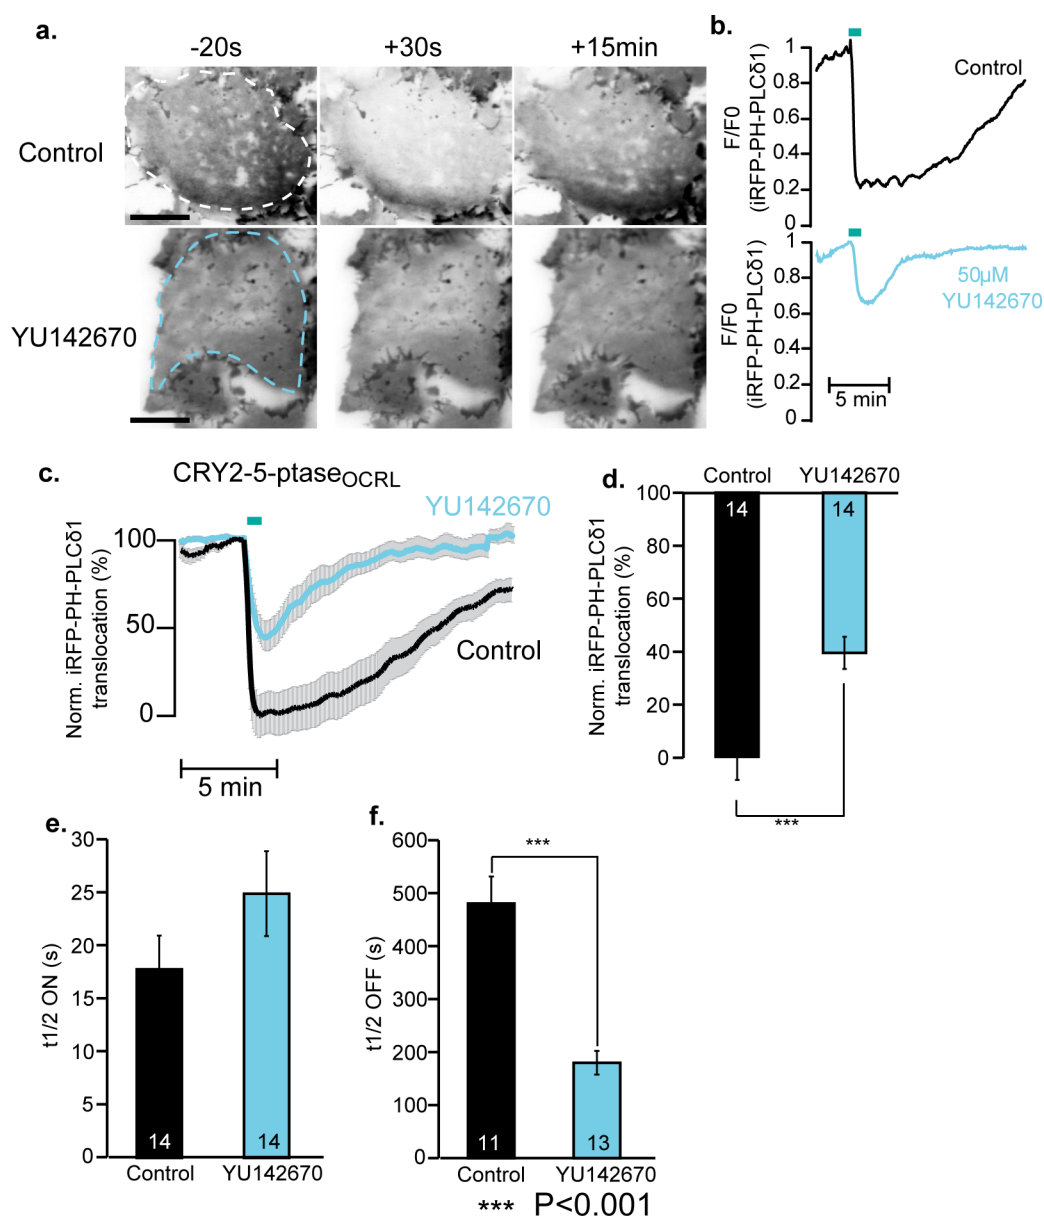 a.
-20s +30s +15min
Control
YU142670
b.
F/F0
(iRFP-PH-PLCδ1)
1
0.8
0.6
0.4
0.2
0
Control
F/F0
(iRFP-PH-PLCδ1)
1
0.8
0.6
0.4
0.2
0
50µM
YU142670
5 min
c.
CRY2-5-ptaseOCRL
YU142670
Norm. iRFP-PH-PLCδ1
translocation (%)
100
50
0
Control
5 min
d.
Control YU142670
14 14
Norm. iRFP-PH-PLCδ1
translocation (%)
100
80
60
40
20
0
***
e.
t1/2 ON (s)
30
25
20
15
10
5
0
14 14
Control YU142670
f.
t1/2 OFF (s)
600
500
400
300
200
100
0
***
11 13
Control YU142670
*** P<0.001